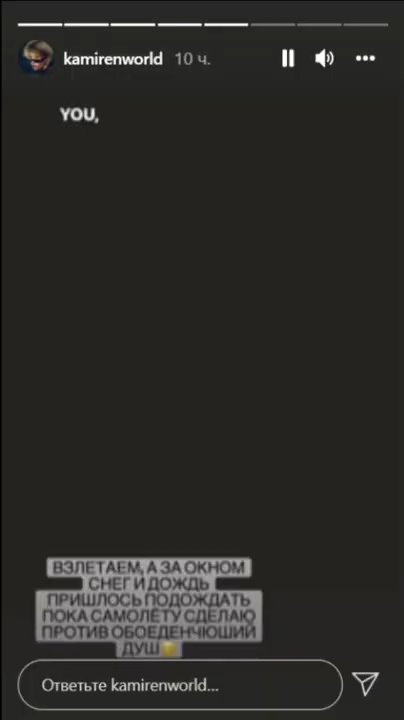 kamirenworld 10 ч.
YOU,
ВЗЛЕТАЕМ, А ЗА ОКНОМ
СНЕГ И ДОЖДЬ
ПРИШЛОСЬ ПОДОЖДАТЬ
ПОКА САМОЛЁТУ СДЕЛАЮ
ПРОТИВ ОБОЕДЕНЧЮШИЙ
ДУШ
Ответьте kamirenworld...